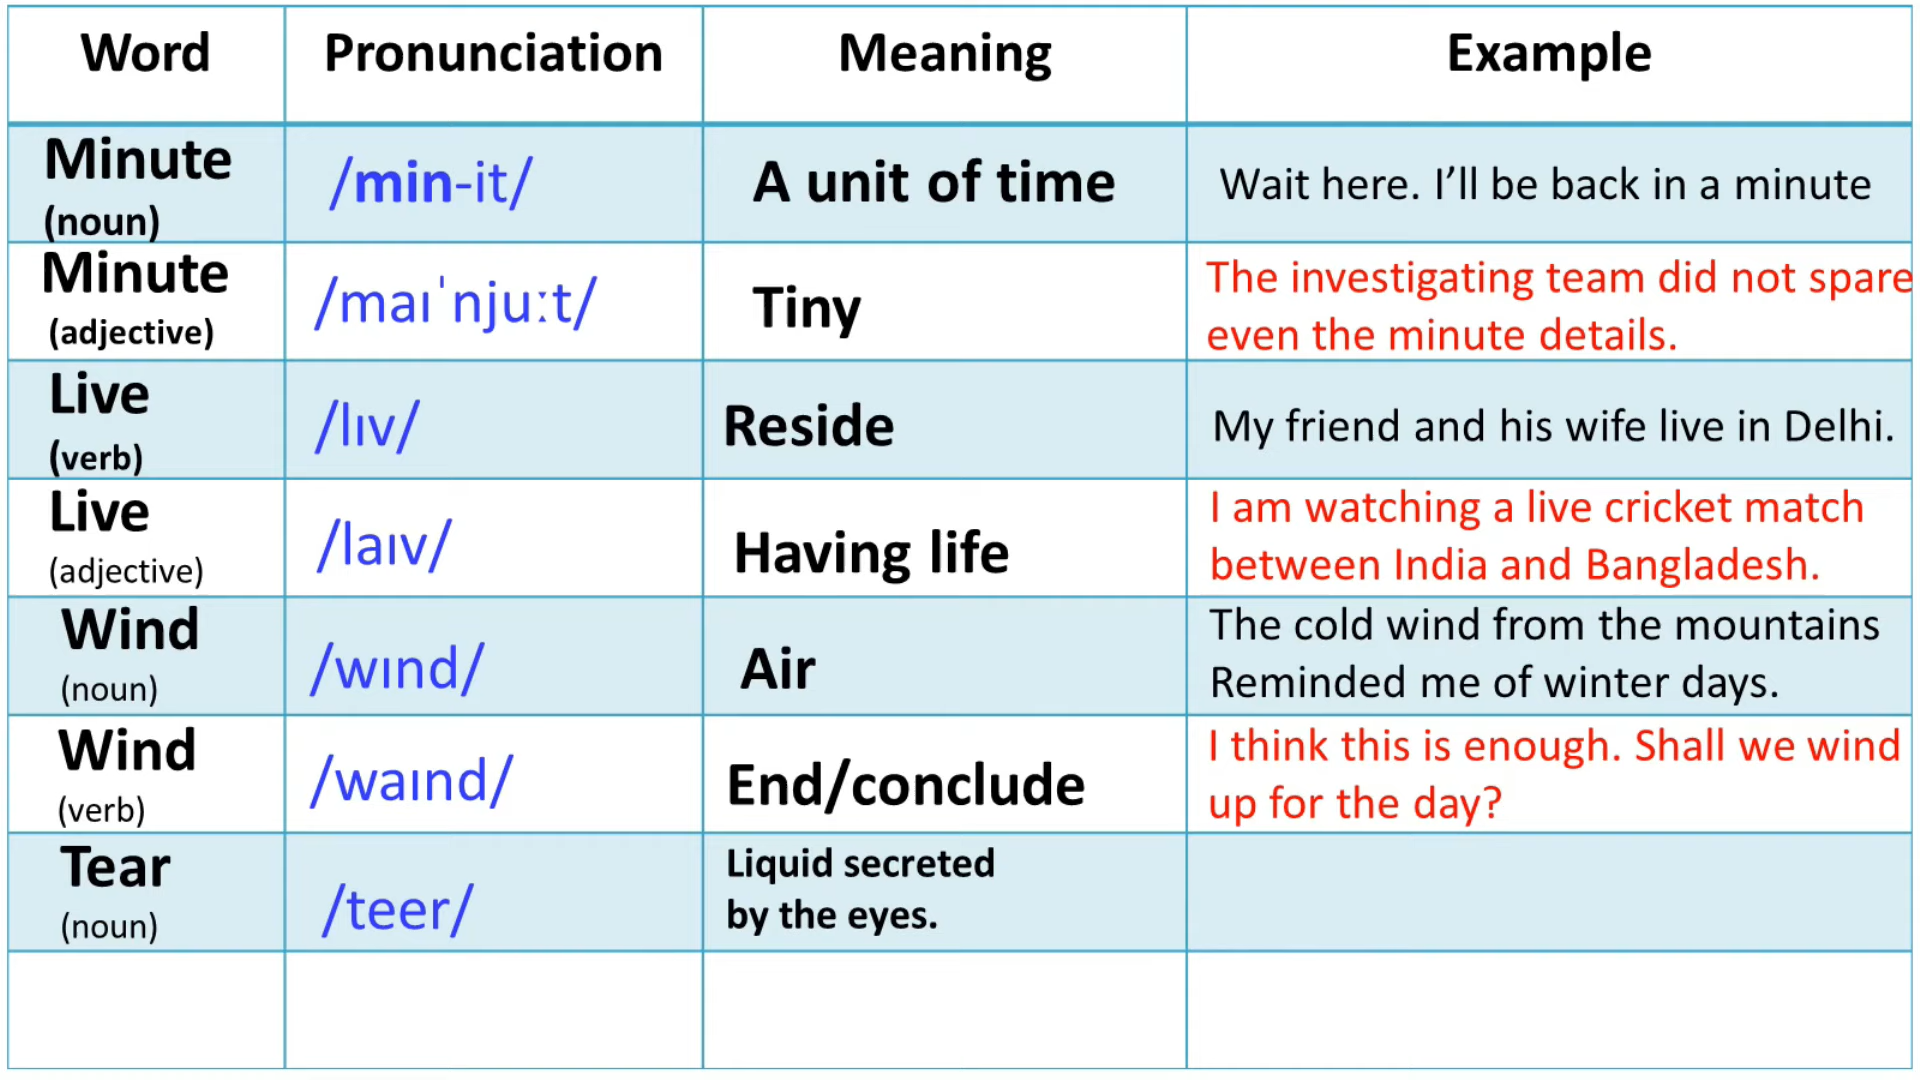 Word Pronunciation Meaning Example
Minute
(noun)
/min-it/
A unit of time
Wait here. I’ll be back in a minute
Minute
(adjective)
/maɪˈnjuːt/
Tiny
The investigating team did not spare
even the minute details.
Live
(verb)
/lɪv/
Reside
My friend and his wife live in Delhi.
Live
(adjective)
/laɪv/
Having life
I am watching a live cricket match
between India and Bangladesh.
Wind
(noun)
/wɪnd/
Air
The cold wind from the mountains
Reminded me of winter days.
Wind
(verb)
/waɪnd/
End/conclude
I think this is enough. Shall we wind
up for the day?
Tear
(noun)
/teer/
Liquid secreted
by the eyes.